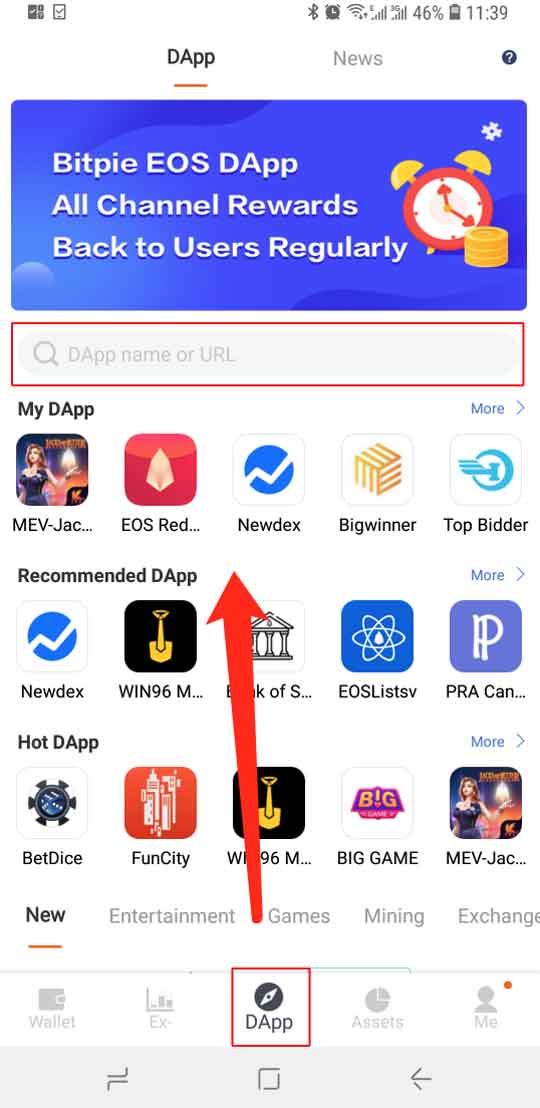 46% 11:39
DApp News
Bitpie EOS DApp
All Channel Rewards
Back to Users Regularly
DApp name or URL
My DApp More
MEV-Jac... EOS Red... Newdex Bigwinner Top Bidder
Recommended DApp More
Newdex WIN96 M... of S... EOSListsv PRA Can...
Hot DApp More
BIG GAME
BetDice FunCity M... BIG GAME MEV-Jac...
New Entertainment Games Mining Exchange
Wallet Ex- DApp Assets Me